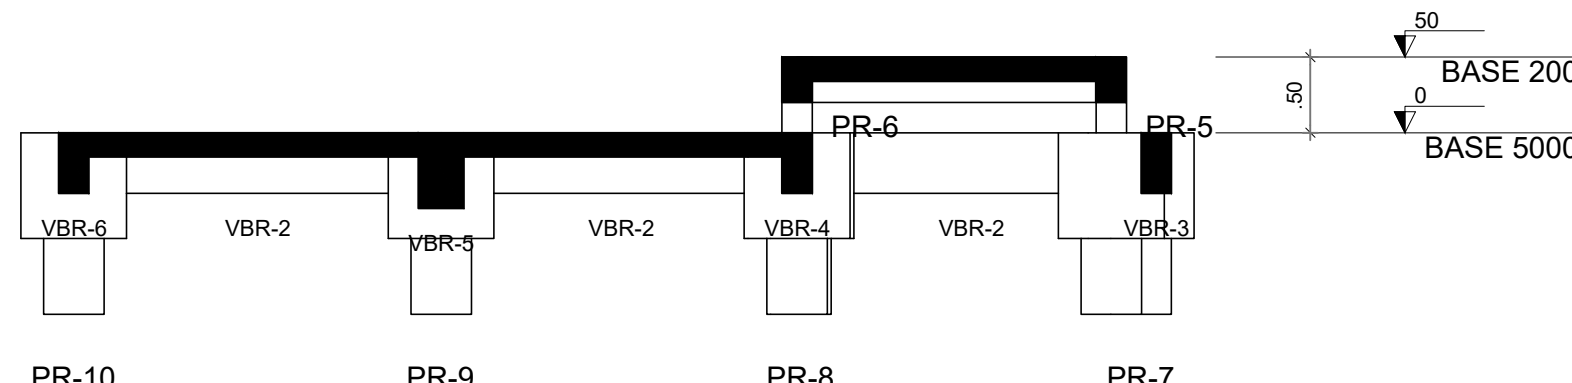 50
BASE 200
.50
0
PR-6
PR-5
BASE 5000
VBR-6
VBR-2
VBR-5
VBR-2
VBR-4
VBR-2
VBR-3
PR-10
PR-9
PR-8
PR-7